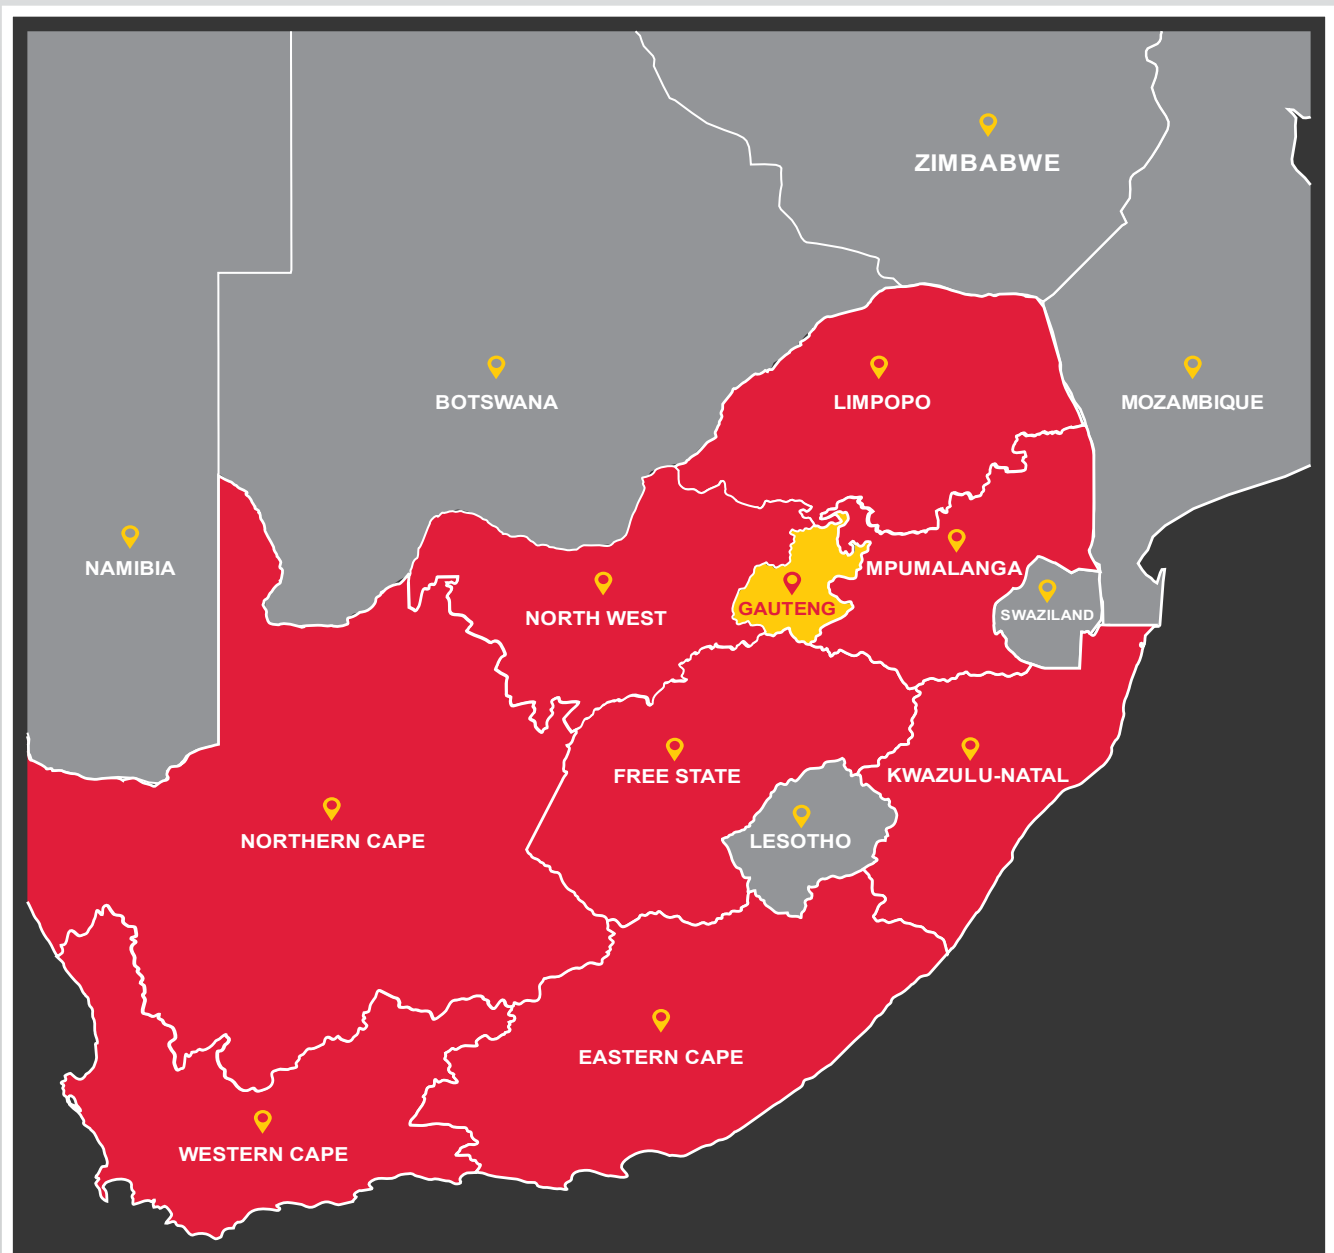 ZIMBABWE
BOTSWANA
LIMPOPO
MOZAMBIQUE
NAMIBIA
MPUMALANGA
NORTH WEST
GAUTENG
SWAZILAND
FREE STATE
KWAZULU-NATAL
NORTHERN CAPE
LESOTHO
EASTERN CAPE
WESTERN CAPE